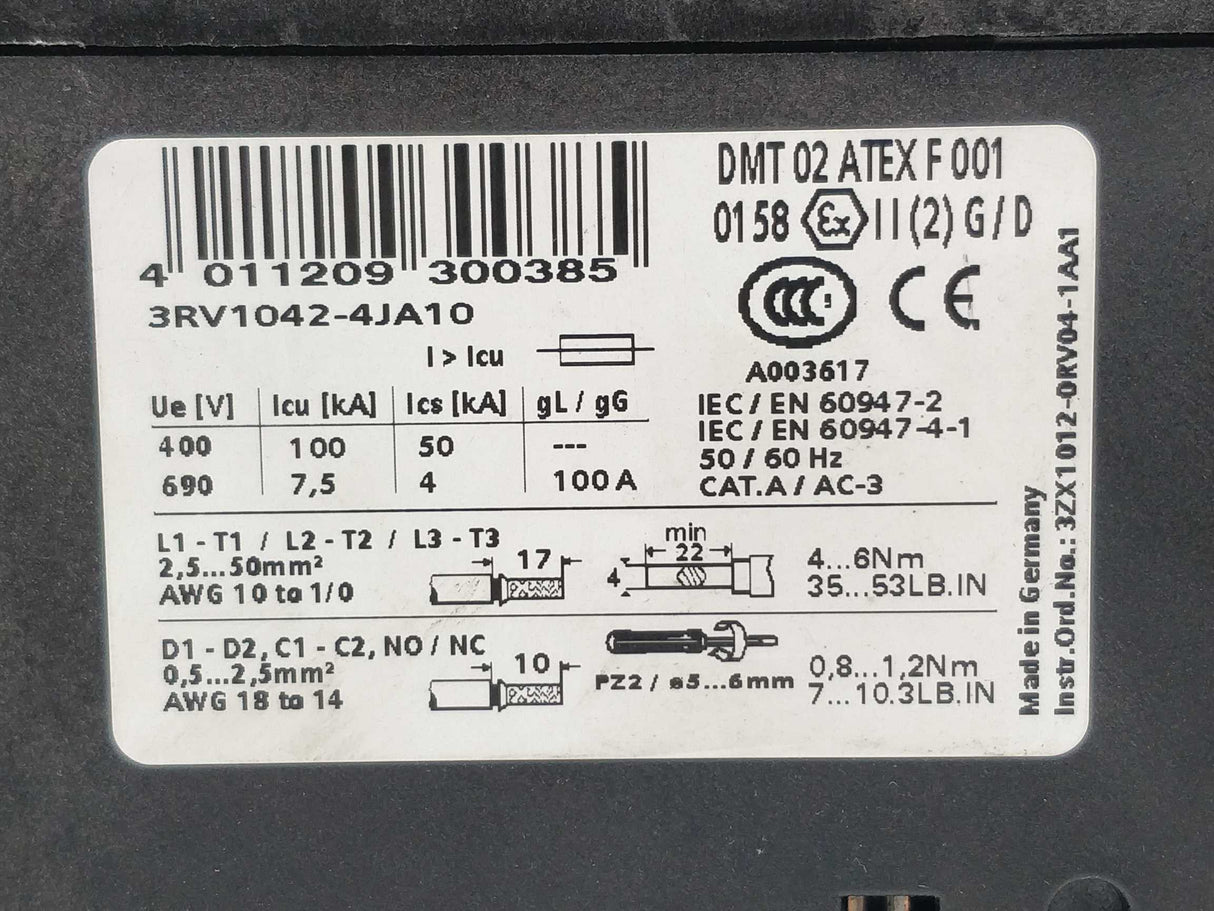 4 011209 300385
3RV1042-4JA10
I > Icu
Ue [V] Icu [kA] Ics [kA] gL / gG
400 100 50 ---
690 7,5 4 100 A
DMT 02 ATEX F 001
0158 Ex II (2) G / D
CCC CE
A003617
IEC / EN 60947-2
IEC / EN 60947-4-1
50 / 60 Hz
CAT.A / AC-3
L1 - T1 / L2 - T2 / L3 - T3
2,5...50mm²
AWG 10 to 1/0
17
min
22
4
4...6Nm
35...53LB.IN
D1 - D2, C1 - C2, NO / NC
0,5...2,5mm²
AWG 18 to 14
10
PZ2 / ø5...6mm
0,8...1,2Nm
7...10.3LB.IN
Made in Germany
Instr.Ord.No.: 3ZX1012-0RV04-1AA1